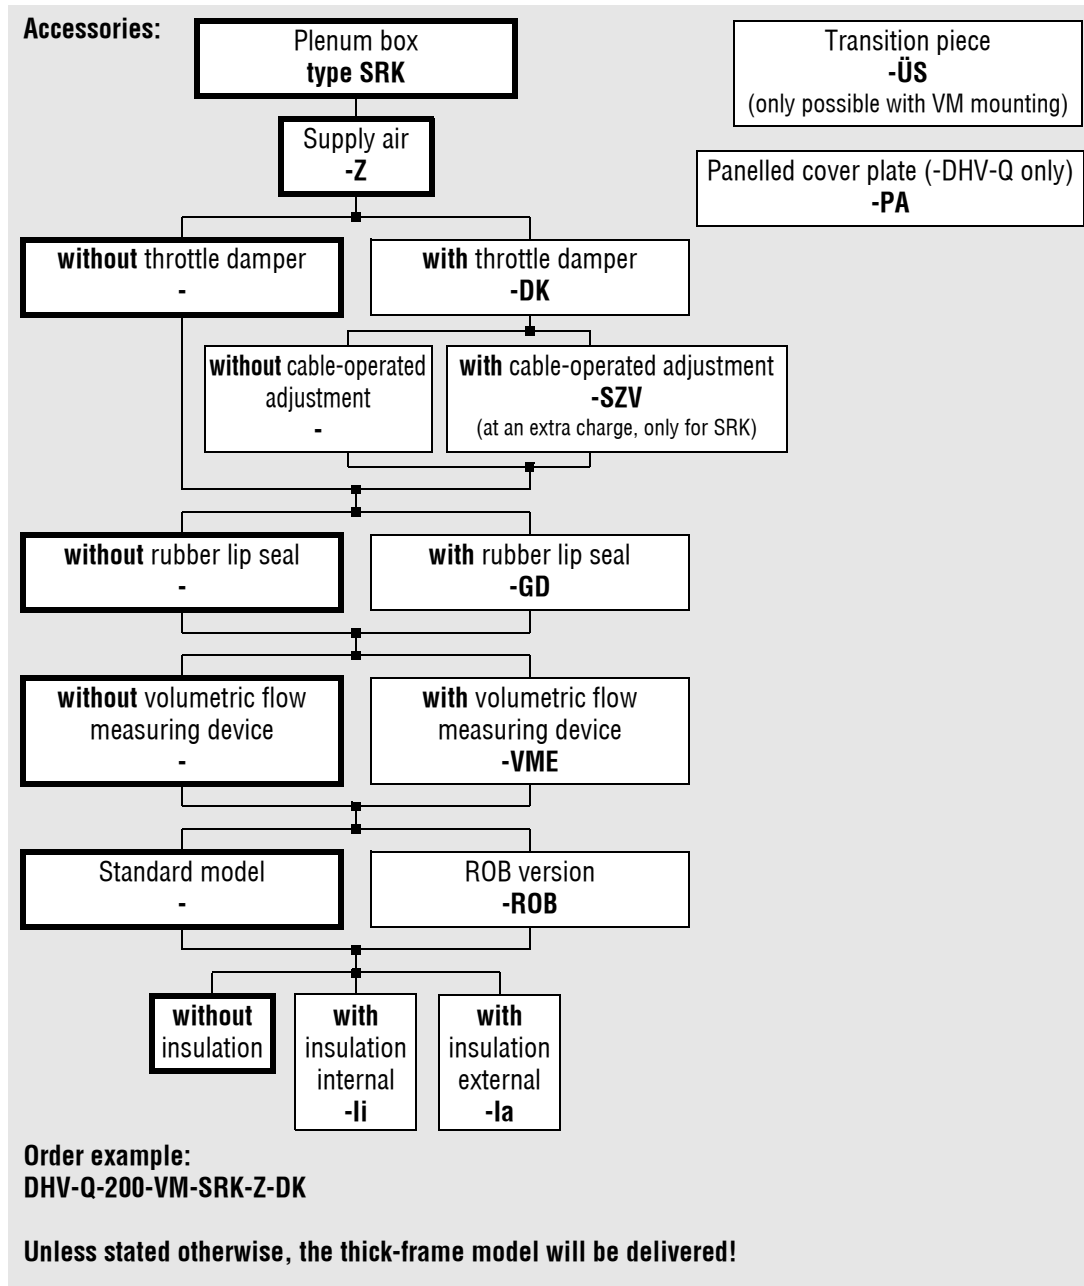 Accessories:
Plenum box
type SRK
Transition piece
-ÜS
(only possible with VM mounting)
Supply air
-Z
Panelled cover plate (-DHV-Q only)
-PA
without throttle damper
-
with throttle damper
-DK
without cable-operated
adjustment
-
with cable-operated adjustment
-SZV
(at an extra charge, only for SRK)
without rubber lip seal
-
with rubber lip seal
-GD
without volumetric flow
measuring device
-
with volumetric flow
measuring device
-VME
Standard model
-
ROB version
-ROB
without
insulation
with
insulation
internal
-Ii
with
insulation
external
-Ia
Order example:
DHV-Q-200-VM-SRK-Z-DK
Unless stated otherwise, the thick-frame model will be delivered!